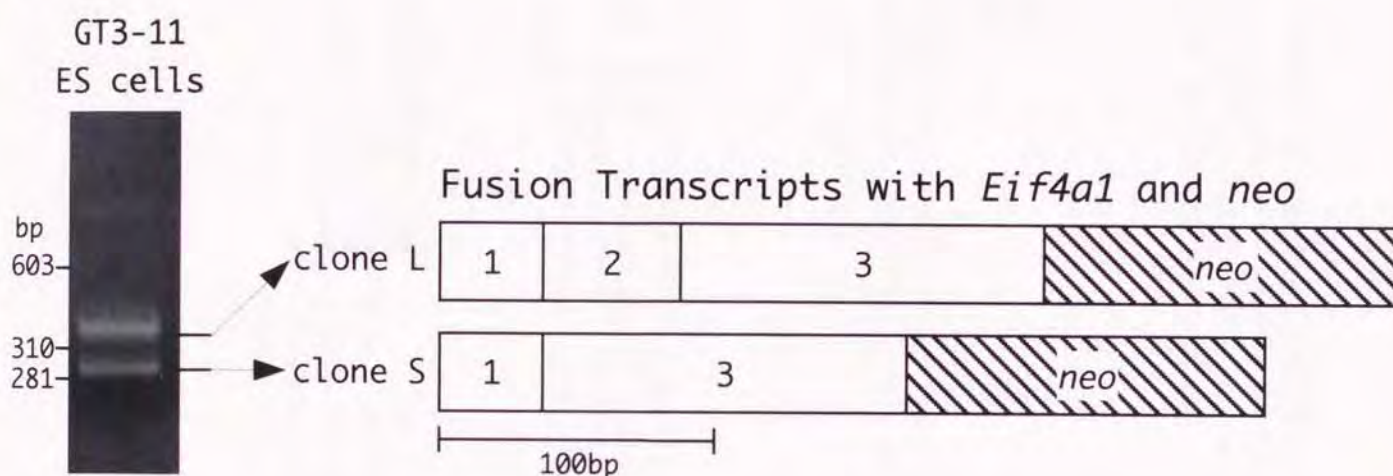 GT3-11
ES cells
Fusion Transcripts with Eif4a1 and neo
bp
603
clone L
1 2 3 neo
310
281
clone S
1 3 neo
100bp